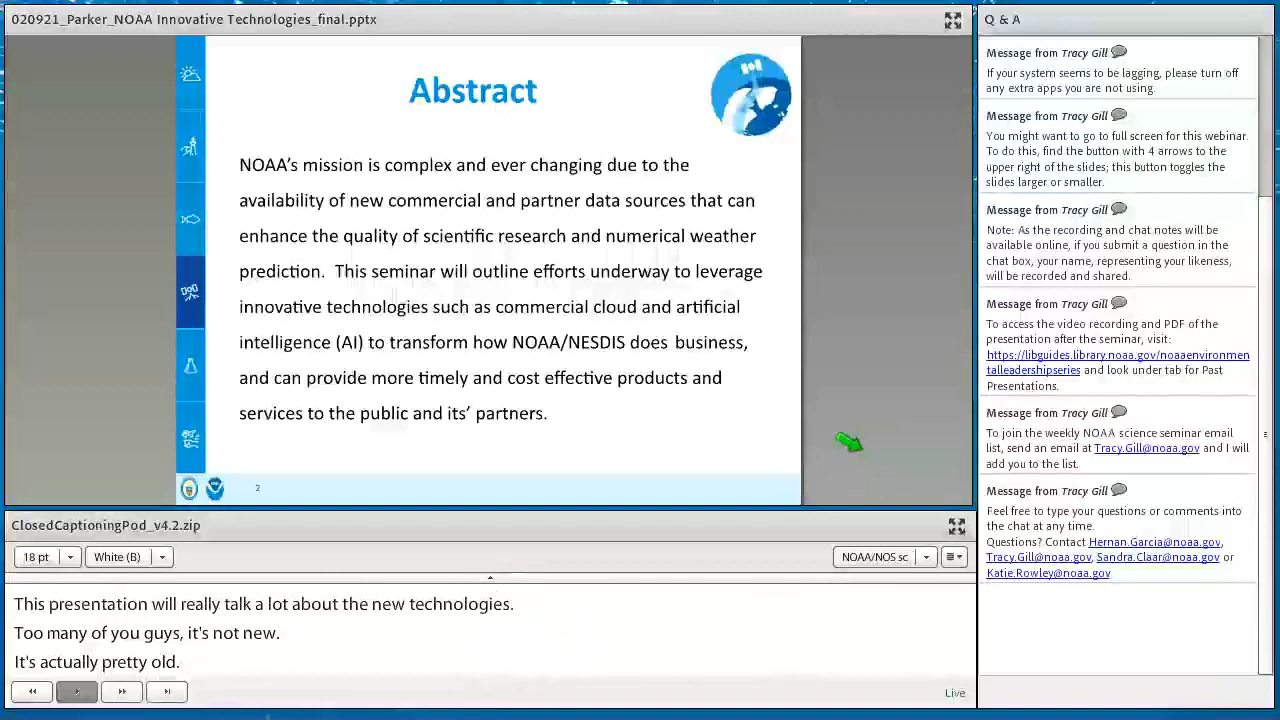 020921_Parker_NOAA Innovative Technologies_final.pptx
Abstract
NOAA’s mission is complex and ever changing due to the
availability of new commercial and partner data sources that can
enhance the quality of scientific research and numerical weather
prediction.  This seminar will outline efforts underway to leverage
innovative technologies such as commercial cloud and artificial
intelligence (AI) to transform how NOAA/NESDIS does business,
and can provide more timely and cost effective products and
services to the public and its’ partners.
2
ClosedCaptioningPod_v4.2.zip
18 pt
White (B)
NOAA/NOS sc
This presentation will really talk a lot about the new technologies.
Too many of you guys, it's not new.
It's actually pretty old.
Live
Q & A
Message from Tracy Gill
If your system seems to be lagging, please turn off
any extra apps you are not using.
Message from Tracy Gill
You might want to go to full screen for this webinar.
To do this, find the button with 4 arrows to the
upper right of the slides; this button toggles the
slides larger or smaller.
Message from Tracy Gill
Note: As the recording and chat notes will be
available online, if you submit a question in the
chat box, your name, representing your likeness,
will be recorded and shared.
Message from Tracy Gill
To access the video recording and PDF of the
presentation after the seminar, visit:
https://libguides.library.noaa.gov/noaaenvironmen
talleadershipseries and look under tab for Past
Presentations.
Message from Tracy Gill
To join the weekly NOAA science seminar email
list, send an email at Tracy.Gill@noaa.gov and I will
add you to the list.
Message from Tracy Gill
Feel free to type your questions or comments into
the chat at any time.
Questions? Contact Hernan.Garcia@noaa.gov,
Tracy.Gill@noaa.gov, Sandra.Claar@noaa.gov or
Katie.Rowley@noaa.gov